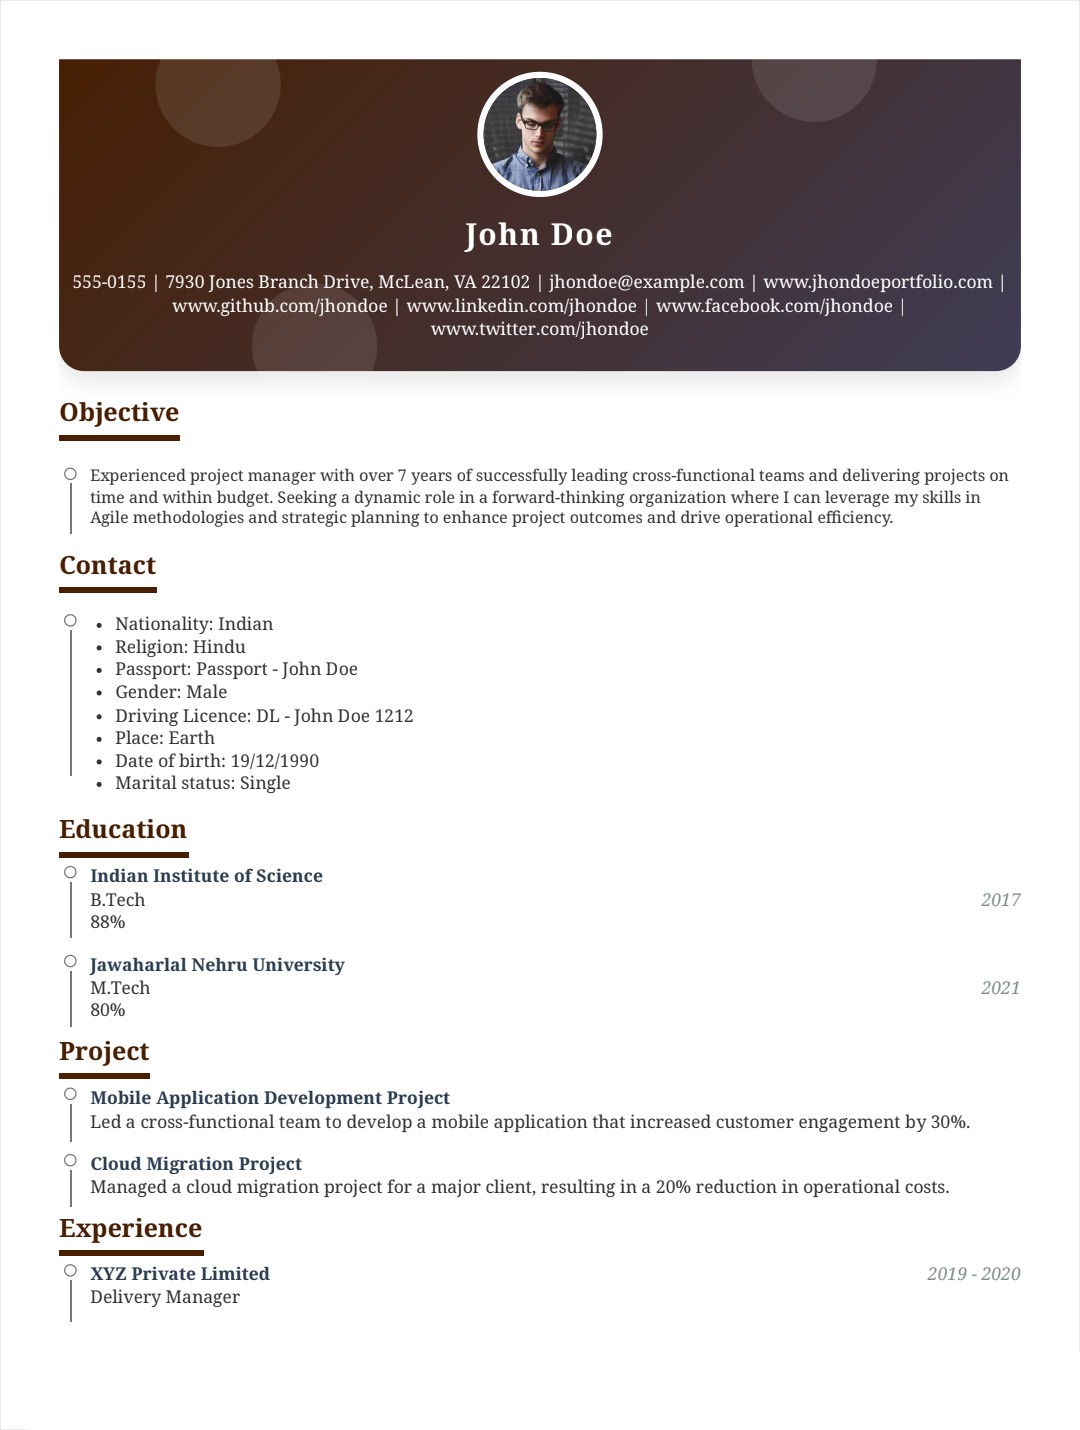 John Doe
555-0155 | 7930 Jones Branch Drive, McLean, VA 22102 | jhondoe@example.com | www.jhondoeportfolio.com |
www.github.com/jhondoe | www.linkedin.com/jhondoe | www.facebook.com/jhondoe |
www.twitter.com/jhondoe
Objective
Experienced project manager with over 7 years of successfully leading cross-functional teams and delivering projects on
time and within budget. Seeking a dynamic role in a forward-thinking organization where I can leverage my skills in
Agile methodologies and strategic planning to enhance project outcomes and drive operational efficiency.
Contact
• Nationality: Indian
• Religion: Hindu
• Passport: Passport - John Doe
• Gender: Male
• Driving Licence: DL - John Doe 1212
• Place: Earth
• Date of birth: 19/12/1990
• Marital status: Single
Education
Indian Institute of Science
B.Tech 2017
88%
Jawaharlal Nehru University
M.Tech 2021
80%
Project
Mobile Application Development Project
Led a cross-functional team to develop a mobile application that increased customer engagement by 30%.
Cloud Migration Project
Managed a cloud migration project for a major client, resulting in a 20% reduction in operational costs.
Experience
XYZ Private Limited 2019 - 2020
Delivery Manager